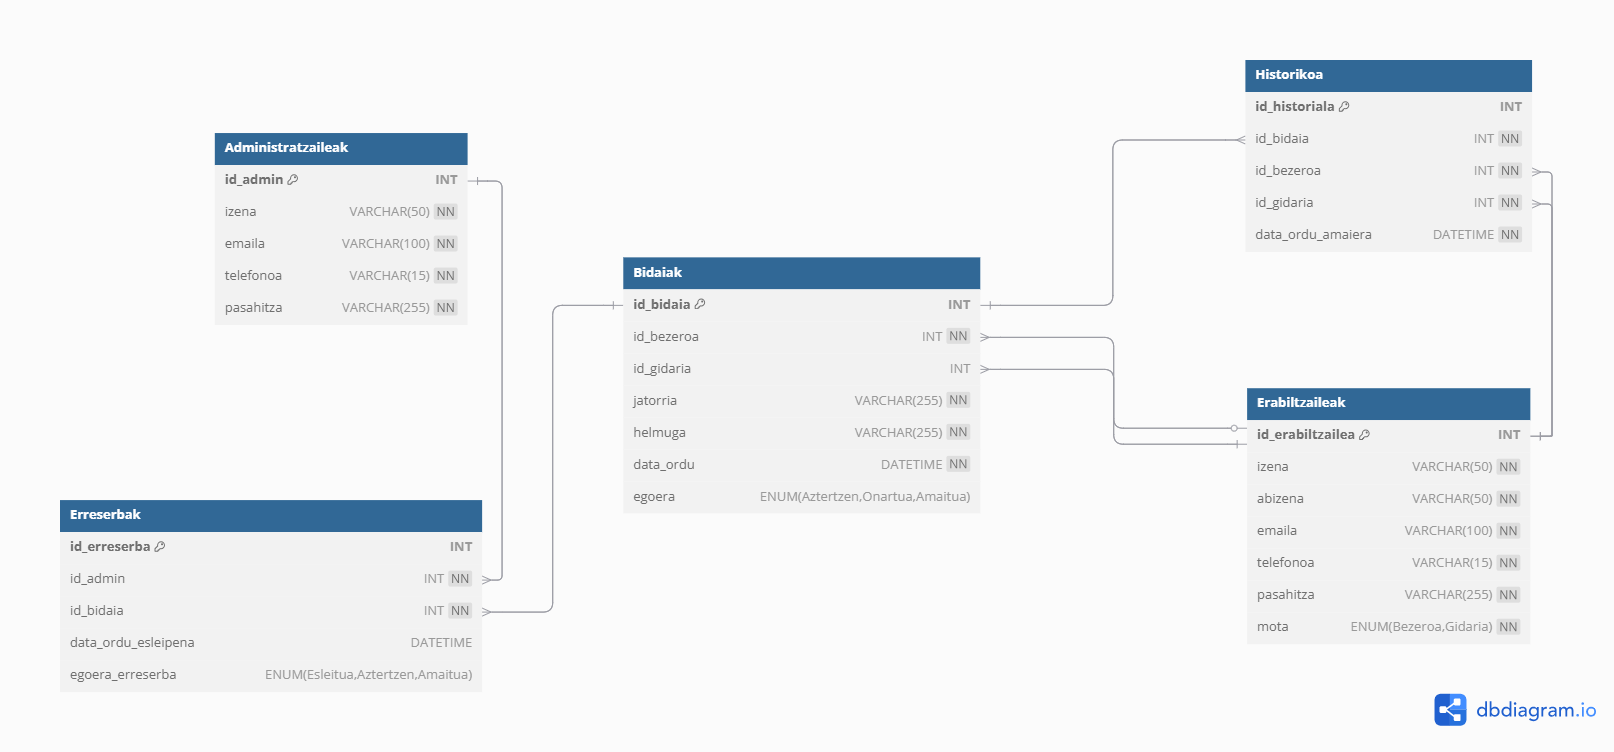 Administratzaileak
id_admin INT
izena VARCHAR(50) NN
emaila VARCHAR(100) NN
telefonoa VARCHAR(15) NN
pasahitza VARCHAR(255) NN
Erreserbak
id_erreserba INT
id_admin INT NN
id_bidaia INT NN
data_ordu_esleipena DATETIME
egoera_erreserba ENUM(Esleitua,Aztertzen,Amaitua)
Bidaiak
id_bidaia INT
id_bezeroa INT NN
id_gidaria INT
jatorria VARCHAR(255) NN
helmuga VARCHAR(255) NN
data_ordu DATETIME NN
egoera ENUM(Aztertzen,Onartua,Amaitua)
Historikoa
id_historiala INT
id_bidaia INT NN
id_bezeroa INT NN
id_gidaria INT NN
data_ordu_amaiera DATETIME NN
Erabiltzaileak
id_erabiltzailea INT
izena VARCHAR(50) NN
abizena VARCHAR(50) NN
emaila VARCHAR(100) NN
telefonoa VARCHAR(15) NN
pasahitza VARCHAR(255) NN
mota ENUM(Bezeroa,Gidaria) NN
dbdiagram.io